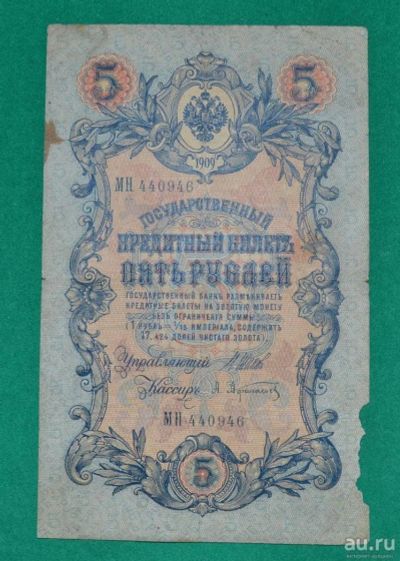 5 5
1909
МН 440946
ГОСУДАРСТВЕННЫЙ
КРЕДИТНЫЙ БИЛЕТЪ
ПЯТЬ РУБЛЕЙ
ГОСУДАРСТВЕННЫЙ БАНКЪ РАЗМѢНИВАЕТЪ
КРЕДИТНЫЕ БИЛЕТЫ НА ЗОЛОТУЮ МОНЕТУ
БЕЗЪ ОГРАНИЧЕНІЯ СУММЫ
(1 РУБЛЬ = 1/15 ИМПЕРІАЛА, СОДЕРЖИТЪ
17,424 ДОЛЕЙ ЧИСТАГО ЗОЛОТА)
Управляющій
Кассиръ
МН 440946
5
au.ru